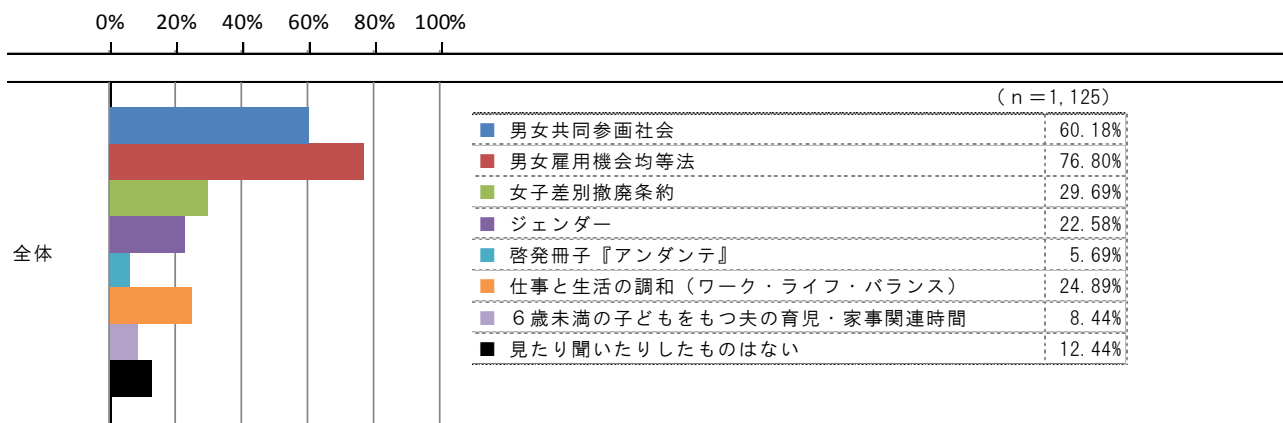 0% 20% 40% 60% 80% 100%
(n=1,125)
男女共同参画社会 60.18%
男女雇用機会均等法 76.80%
女子差別撤廃条約 29.69%
ジェンダー 22.58%
全体
啓発冊子『アンダンテ』 5.69%
仕事と生活の調和(ワーク・ライフ・バランス) 24.89%
6歳未満の子どもをもつ夫の育児・家事関連時間 8.44%
見たり聞いたりしたものはない 12.44%